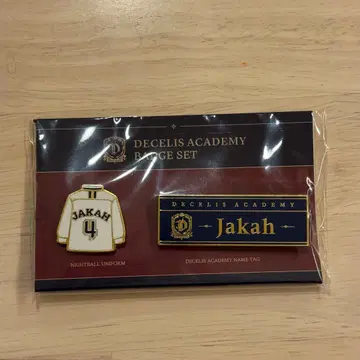 DECELIS ACADEMY
BADGE SET
JAKAH
4
DECELIS ACADEMY
Jakah
NIGHTBALL UNIFORM
DECELIS ACADEMY NAME TAG